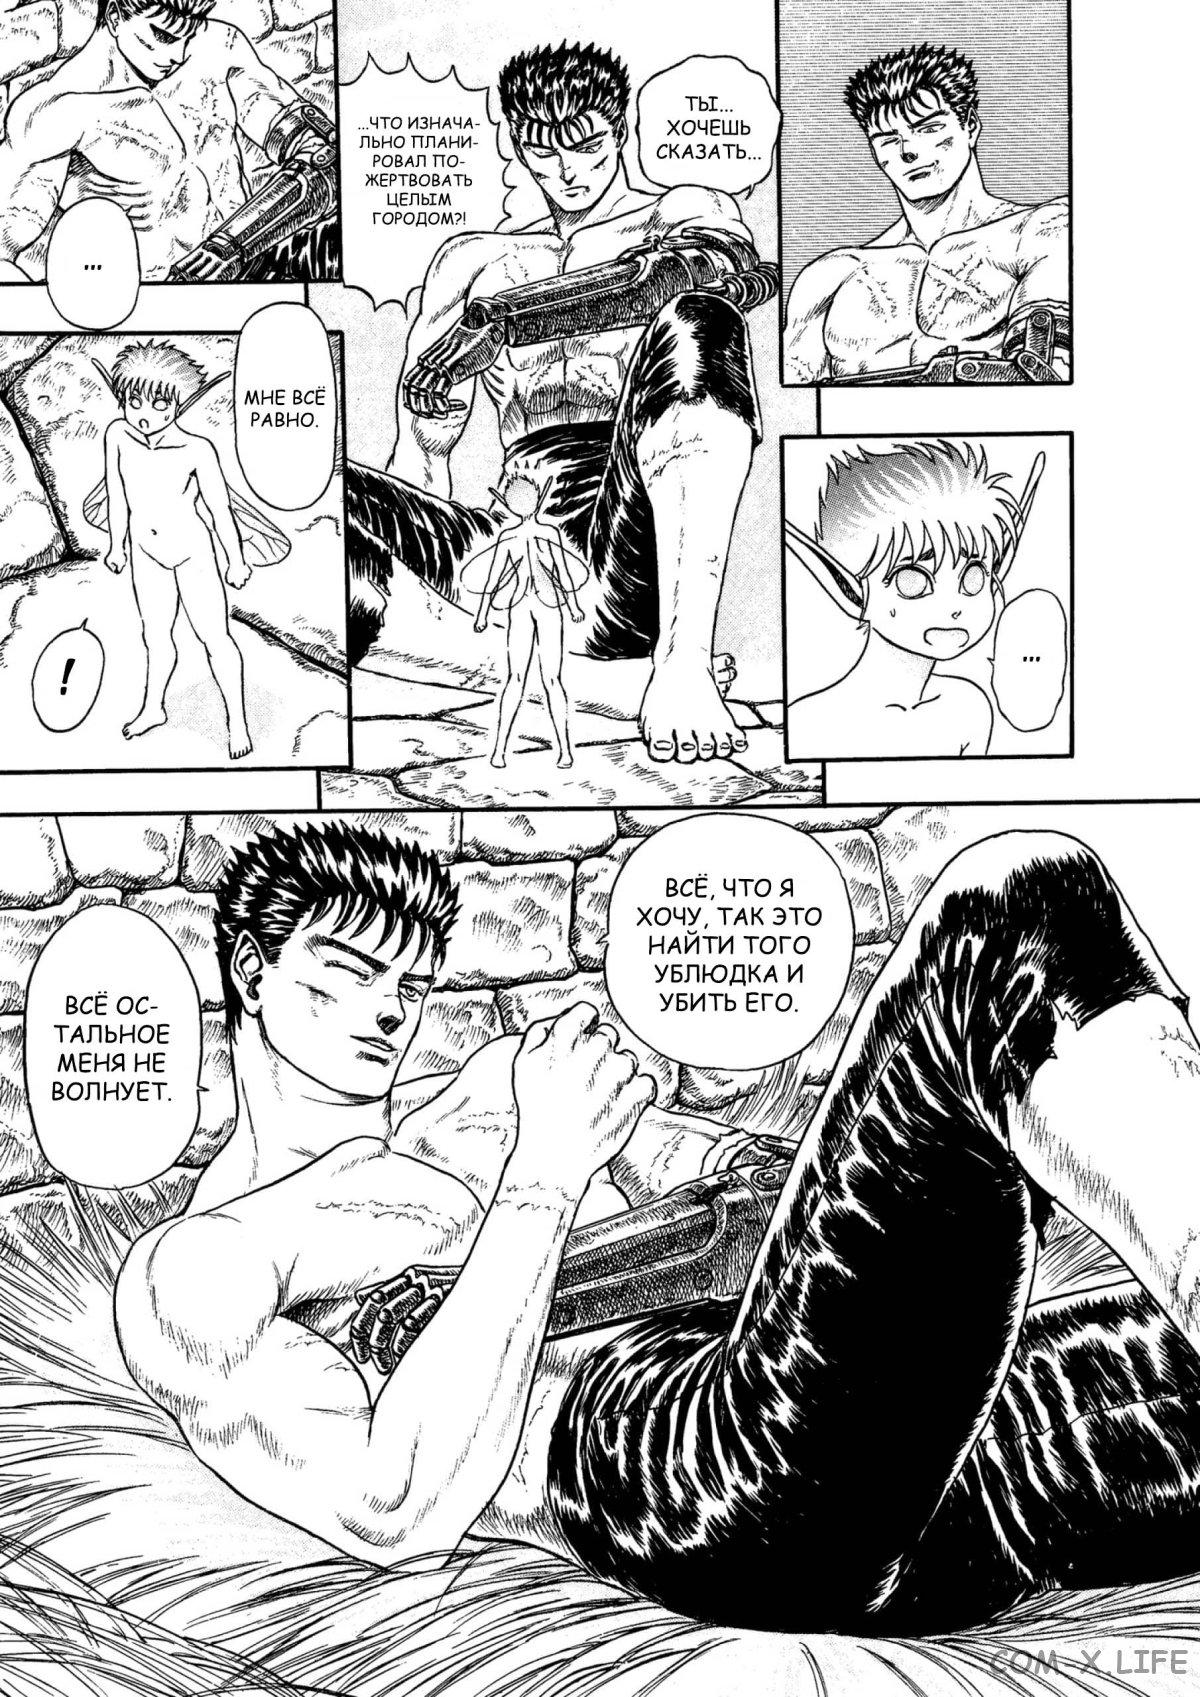 ...
ТЫ...
ХОЧЕШЬ
СКАЗАТЬ...
...ЧТО ИЗНАЧА-
ЛЬНО ПЛАНИ-
РОВАЛ ПО-
ЖЕРТВОВАТЬ
ЦЕЛЫМ
ГОРОДОМ?!
...
МНЕ ВСЁ
РАВНО.
!
ВСЁ, ЧТО Я
ХОЧУ, ТАК ЭТО
НАЙТИ ТОГО
УБЛЮДКА И
УБИТЬ ЕГО.
ВСЁ ОС-
ТАЛЬНОЕ
МЕНЯ НЕ
ВОЛНУЕТ.
COM-X.LIFE